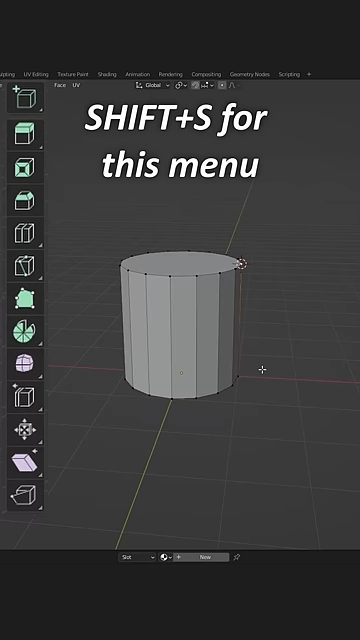 ulpting UV Editing Texture Paint Shading Animation Rendering Compositing Geometry Nodes Scripting +
Face UV Global
SHIFT+S for
this menu
Slot New